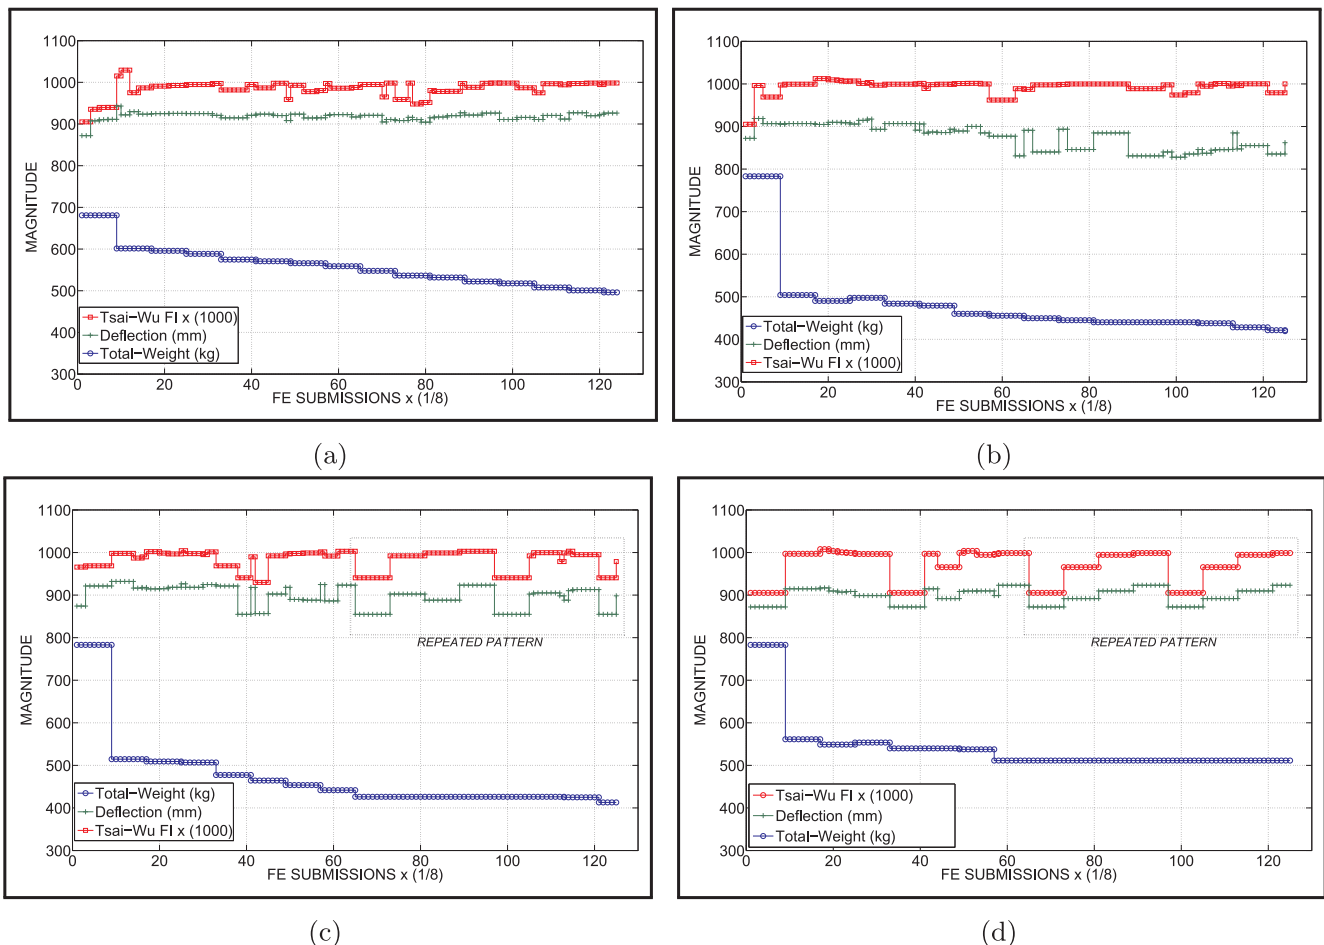 1100
1000
900
800
700
600
500
400
300
MAGNITUDE
Tsai-Wu FI x (1000)
Deflection (mm)
Total-Weight (kg)
0 20 40 60 80 100 120
FE SUBMISSIONS x (1/8)
(a)
1100
1000
900
800
700
600
500
400
300
MAGNITUDE
Total-Weight (kg)
Deflection (mm)
Tsai-Wu FI x (1000)
0 20 40 60 80 100 120
FE SUBMISSIONS x (1/8)
(b)
1100
1000
900
800
700
600
500
400
300
MAGNITUDE
REPEATED PATTERN
Total-Weight (kg)
Deflection (mm)
Tsai-Wu FI x (1000)
0 20 40 60 80 100 120
FE SUBMISSIONS x (1/8)
(c)
1100
1000
900
800
700
600
500
400
300
MAGNITUDE
REPEATED PATTERN
Tsai-Wu FI x (1000)
Deflection (mm)
Total-Weight (kg)
0 20 40 60 80 100 120
FE SUBMISSIONS x (1/8)
(d)